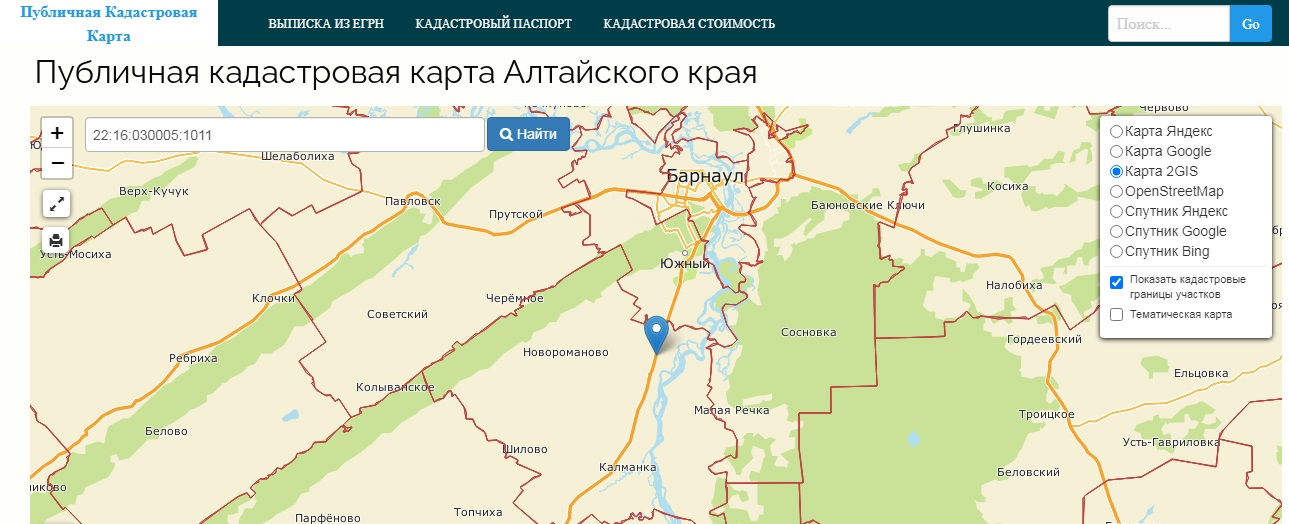 Публичная Кадастровая
Карта
ВЫПИСКА ИЗ ЕГРН
КАДАСТРОВЫЙ ПАСПОРТ
КАДАСТРОВАЯ СТОИМОСТЬ
Поиск...
Go
Публичная кадастровая карта Алтайского края
+
−
22:16:030005:1011
Найти
Карта Яндекс
Карта Google
Карта 2GIS
OpenStreetMap
Спутник Яндекс
Спутник Google
Спутник Bing
Показать кадастровые
границы участков
Тематическая карта
Червово
Глушинка
Шелаболиха
Барнаул
Верх-Кучук
Косиха
Павловск
Прутской
Баюновские Ключи
Усть-Мосиха
Южный
Налобиха
Клочки
Черёмное
Советский
Сосновка
Гордеевский
Ребриха
Новороманово
Ельцовка
Колыванское
Малая Речка
Троицкое
Белово
Усть-Гавриловка
Шилово
Калманка
Беловский
Топчиха
Парфёново